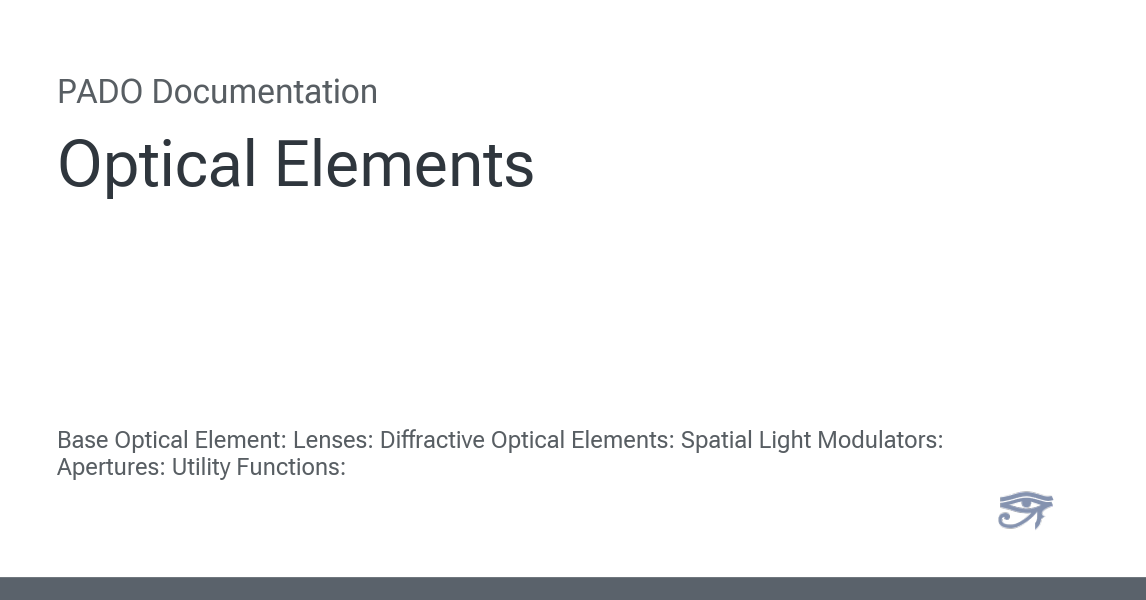 PADO Documentation
Optical Elements
Base Optical Element: Lenses: Diffractive Optical Elements: Spatial Light Modulators:
Apertures: Utility Functions: